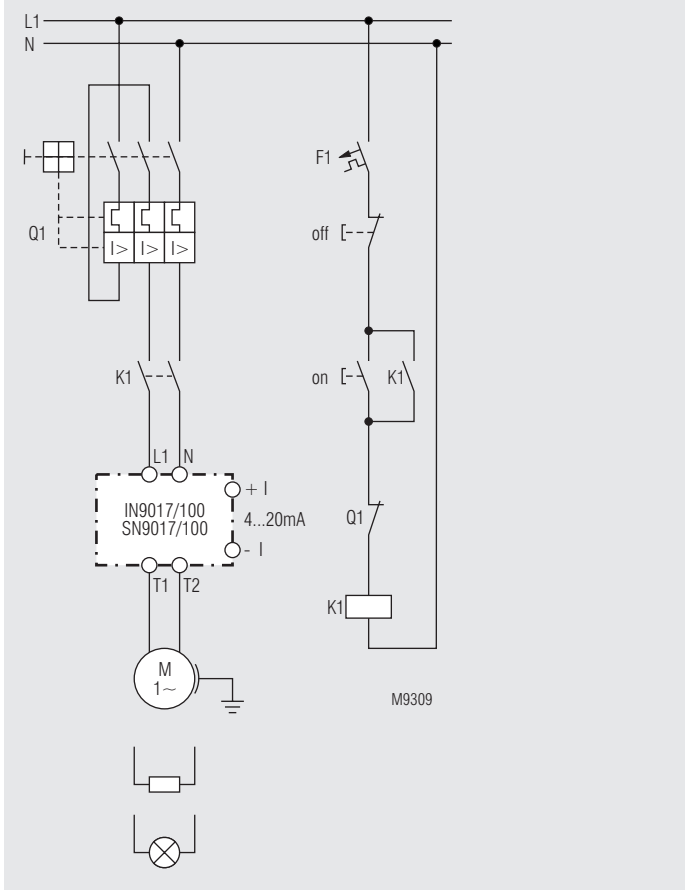 L1
N
F1
Q1
I> I> I>
off
K1
on
K1
L1 N
IN9017/100
SN9017/100
+ I
4...20mA
- I
T1 T2
Q1
K1
M
1~
M9309